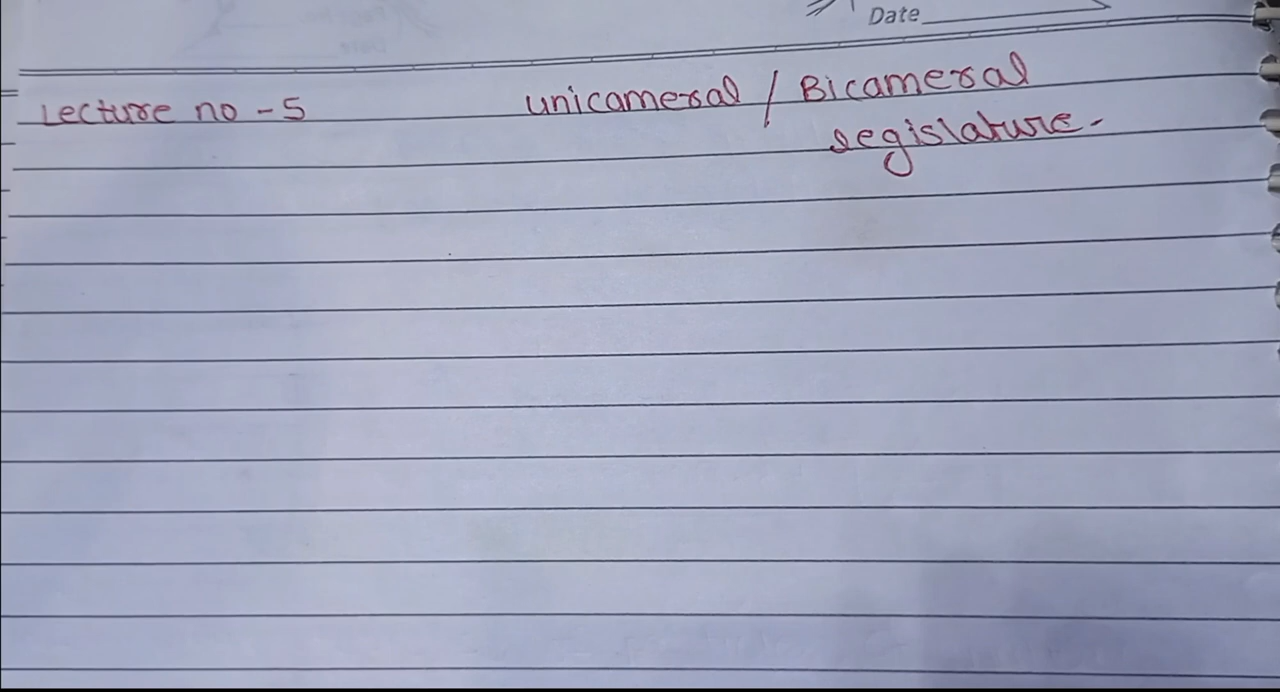 Date
Lecture no - 5
unicameral / Bicameral
legislature.